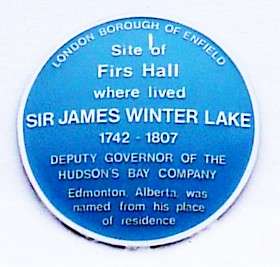 LONDON BOROUGH OF ENFIELD
Site of
Firs Hall
where lived
SIR JAMES WINTER LAKE
1742 - 1807
DEPUTY GOVERNOR OF THE
HUDSON'S BAY COMPANY
Edmonton, Alberta, was
named from his place
of residence